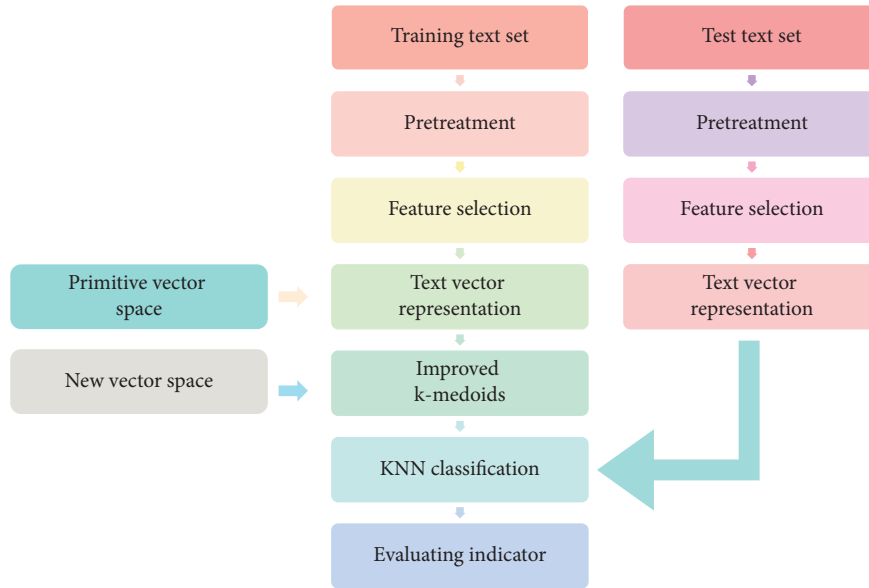 Training text set
Test text set
Pretreatment
Pretreatment
Feature selection
Feature selection
Primitive vector
space
Text vector
representation
Text vector
representation
New vector space
Improved
k-medoids
KNN classification
Evaluating indicator